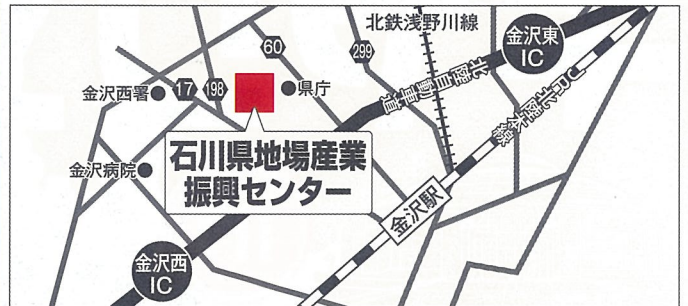 北鉄浅野川線
金沢東
IC
60
299
北陸自動車道
JR北陸本線
金沢西署
17
198
県庁
石川県地場産業
振興センター
金沢病院
金沢駅
金沢西
IC